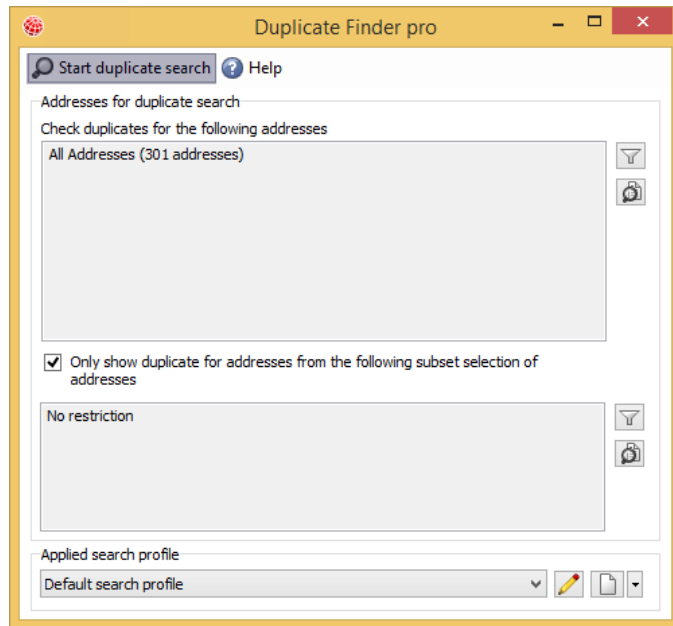 Duplicate Finder pro
Start duplicate search
Help
Addresses for duplicate search
Check duplicates for the following addresses
All Addresses (301 addresses)
Only show duplicate for addresses from the following subset selection of
addresses
No restriction
Applied search profile
Default search profile